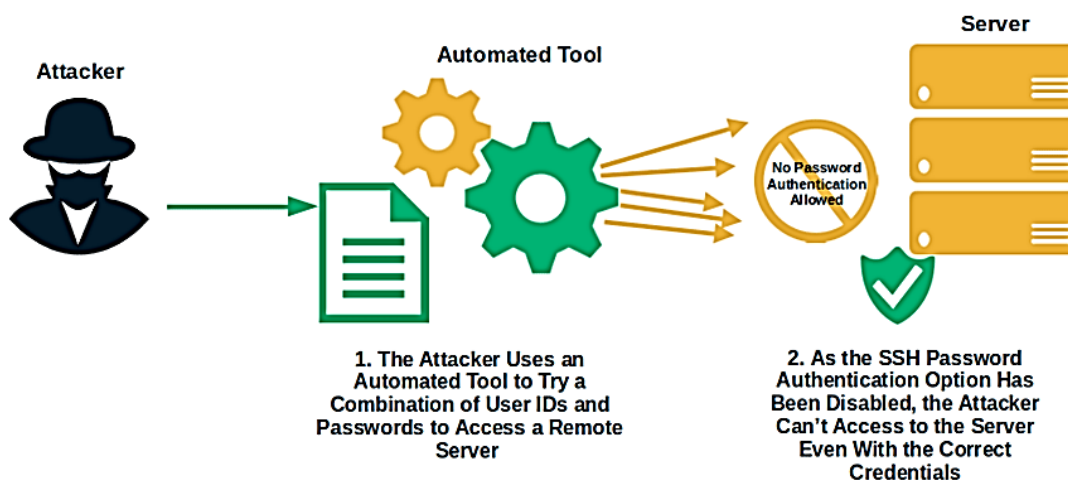 Server
Automated Tool
Attacker
No Password
Authentication
Allowed
1. The Attacker Uses an
Automated Tool to Try a
Combination of User IDs and
Passwords to Access a Remote
Server
2. As the SSH Password
Authentication Option Has
Been Disabled, the Attacker
Can't Access to the Server
Even With the Correct
Credentials